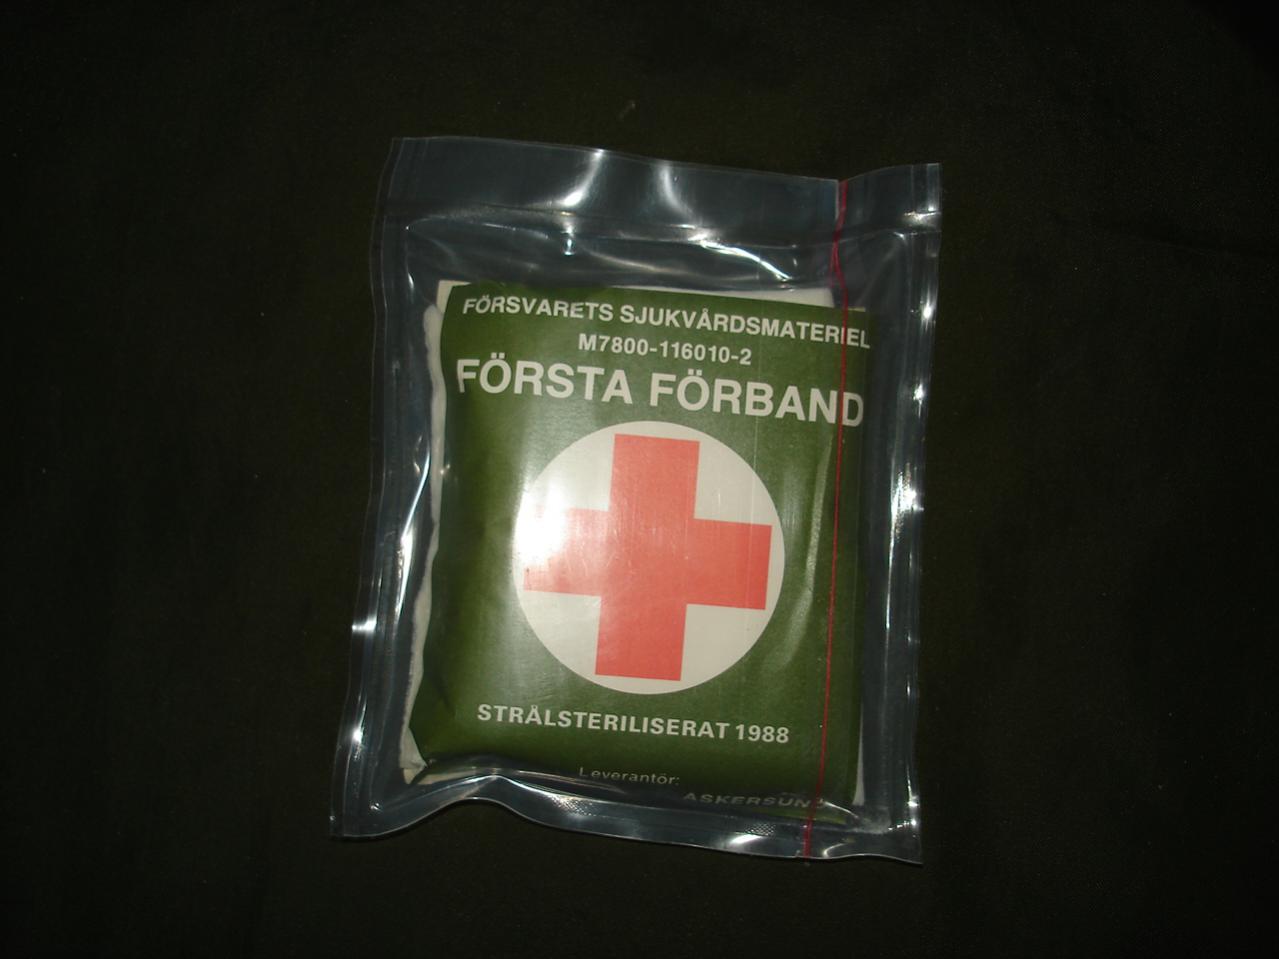 FÖRSVARETS SJUKVÅRDSMATERIEL
M7800-116010-2
FÖRSTA FÖRBAND
STRÅLSTERILISERAT 1988
Leverantör:
ASKERSUND